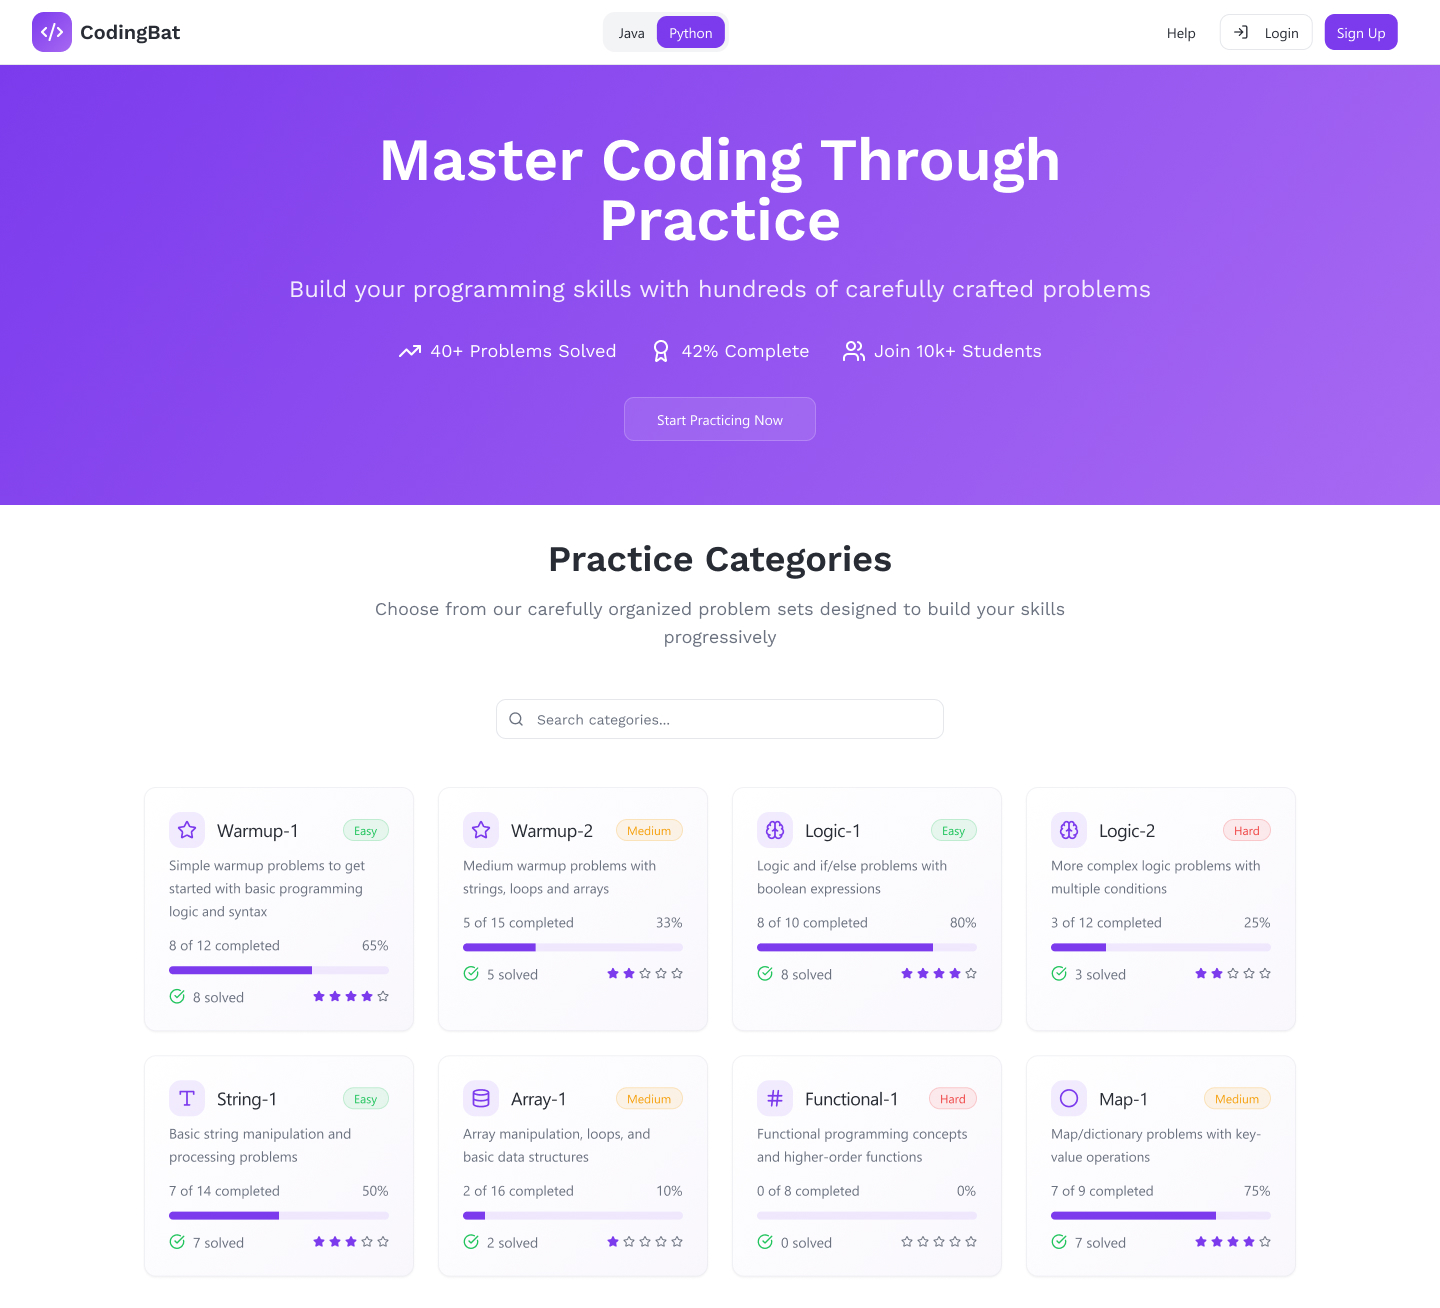 CodingBat
Java
Python
Help
Login
Sign Up
Master Coding Through
Practice
Build your programming skills with hundreds of carefully crafted problems
40+ Problems Solved
42% Complete
Join 10k+ Students
Start Practicing Now
Practice Categories
Choose from our carefully organized problem sets designed to build your skills
progressively
Search categories...
Warmup-1
Easy
Simple warmup problems to get
started with basic programming
logic and syntax
8 of 12 completed
65%
8 solved
Warmup-2
Medium
Medium warmup problems with
strings, loops and arrays
5 of 15 completed
33%
5 solved
Logic-1
Easy
Logic and if/else problems with
boolean expressions
8 of 10 completed
80%
8 solved
Logic-2
Hard
More complex logic problems with
multiple conditions
3 of 12 completed
25%
3 solved
String-1
Easy
Basic string manipulation and
processing problems
7 of 14 completed
50%
7 solved
Array-1
Medium
Array manipulation, loops, and
basic data structures
2 of 16 completed
10%
2 solved
Functional-1
Hard
Functional programming concepts
and higher-order functions
0 of 8 completed
0%
0 solved
Map-1
Medium
Map/dictionary problems with key-
value operations
7 of 9 completed
75%
7 solved